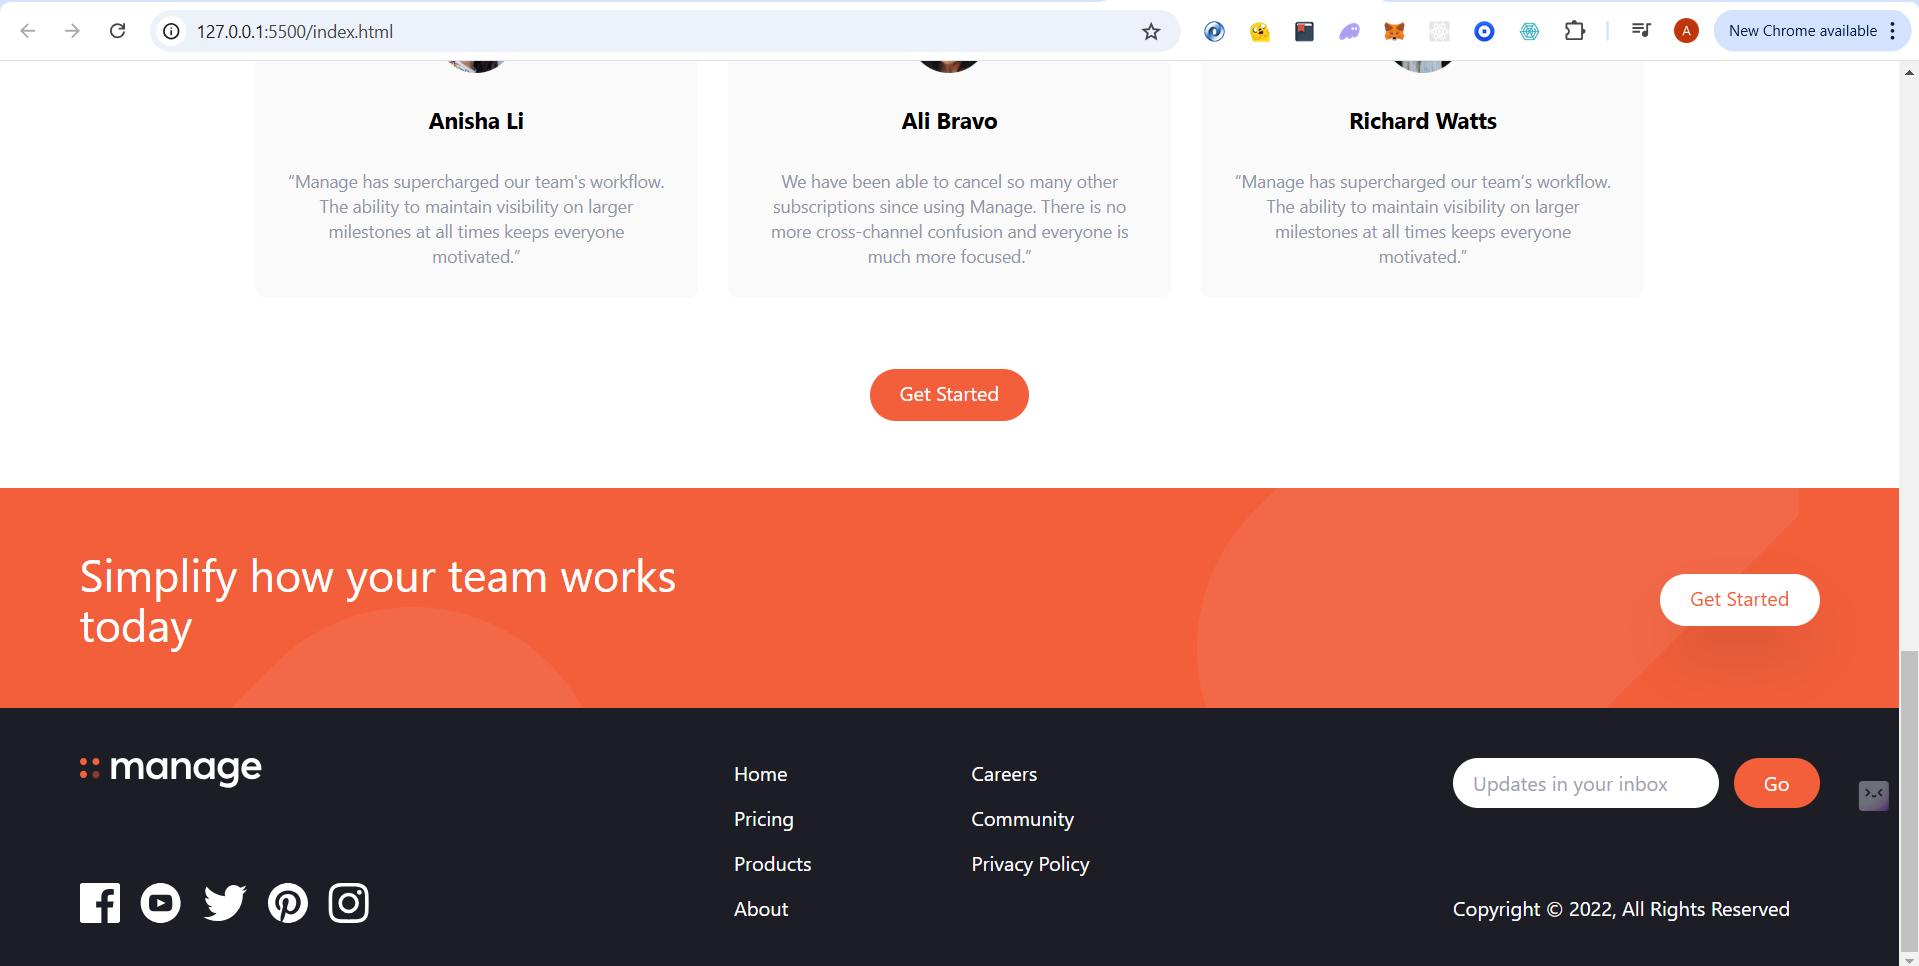 127.0.0.1:5500/index.html
A
New Chrome available
Anisha Li
“Manage has supercharged our team's workflow.
The ability to maintain visibility on larger
milestones at all times keeps everyone
motivated.”
Ali Bravo
We have been able to cancel so many other
subscriptions since using Manage. There is no
more cross-channel confusion and everyone is
much more focused.”
Richard Watts
“Manage has supercharged our team’s workflow.
The ability to maintain visibility on larger
milestones at all times keeps everyone
motivated.”
Get Started
Simplify how your team works
today
Get Started
manage
Home
Pricing
Products
About
Careers
Community
Privacy Policy
Updates in your inbox
Go
Copyright © 2022, All Rights Reserved